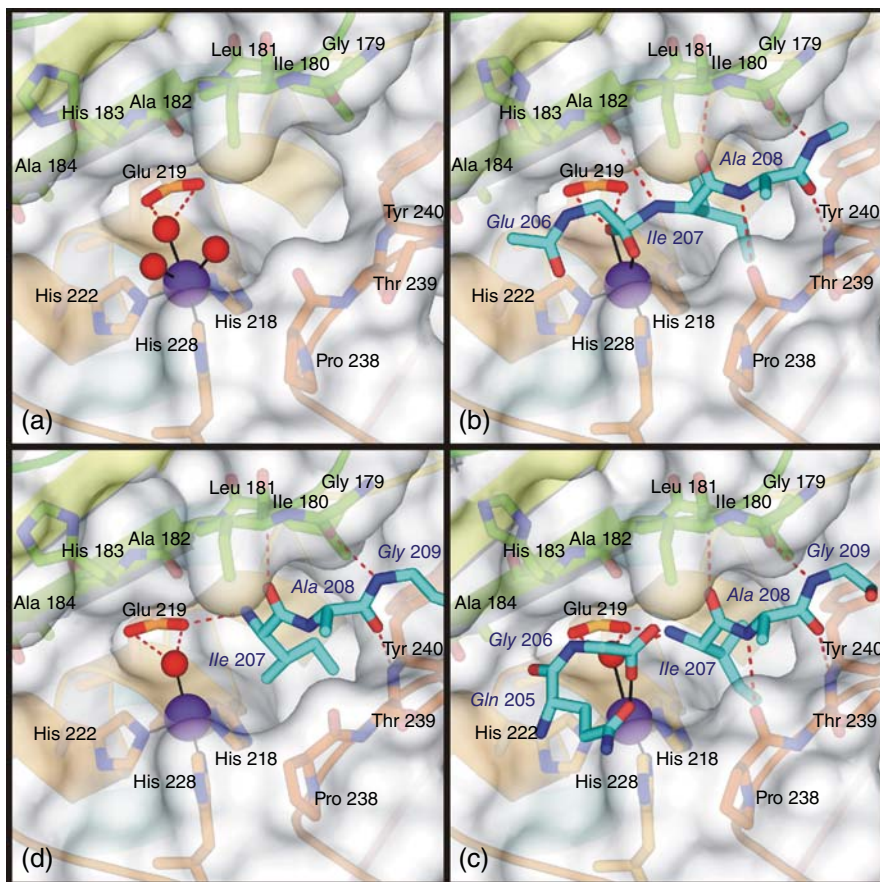 Leu 181
Gly 179
Ile 180
Ala 182
His 183
Ala 184
Glu 219
Tyr 240
Thr 239
His 222
His 218
His 228
Pro 238
(a)
Leu 181
Gly 179
Ile 180
Ala 182
His 183
Ala 184
Glu 219
Ala 208
Glu 206
Ile 207
Tyr 240
Thr 239
His 222
His 218
His 228
Pro 238
(b)
Leu 181
Gly 179
Ile 180
Ala 182
His 183
Ala 184
Gly 209
Ala 208
Glu 219
Ile 207
Tyr 240
Thr 239
His 222
His 218
His 228
Pro 238
(d)
Leu 181
Gly 179
Ile 180
Ala 182
His 183
Ala 184
Gly 209
Ala 208
Glu 219
Gly 206
Ile 207
Gln 205
Tyr 240
Thr 239
His 222
His 218
His 228
Pro 238
(c)